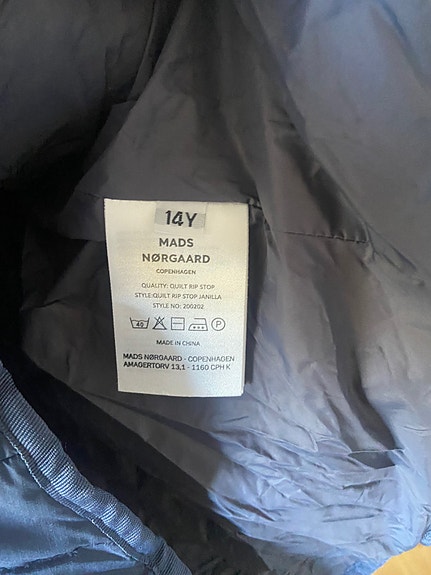 14Y
MADS
NØRGAARD
COPENHAGEN
QUALITY: QUILT RIP STOP
STYLE:QUILT RIP STOP JANILLA
STYLE NO: 200202
40 P
MADE IN CHINA
MADS NØRGAARD - COPENHAGEN
AMAGERTORV 13,1 - 1160 CPH K